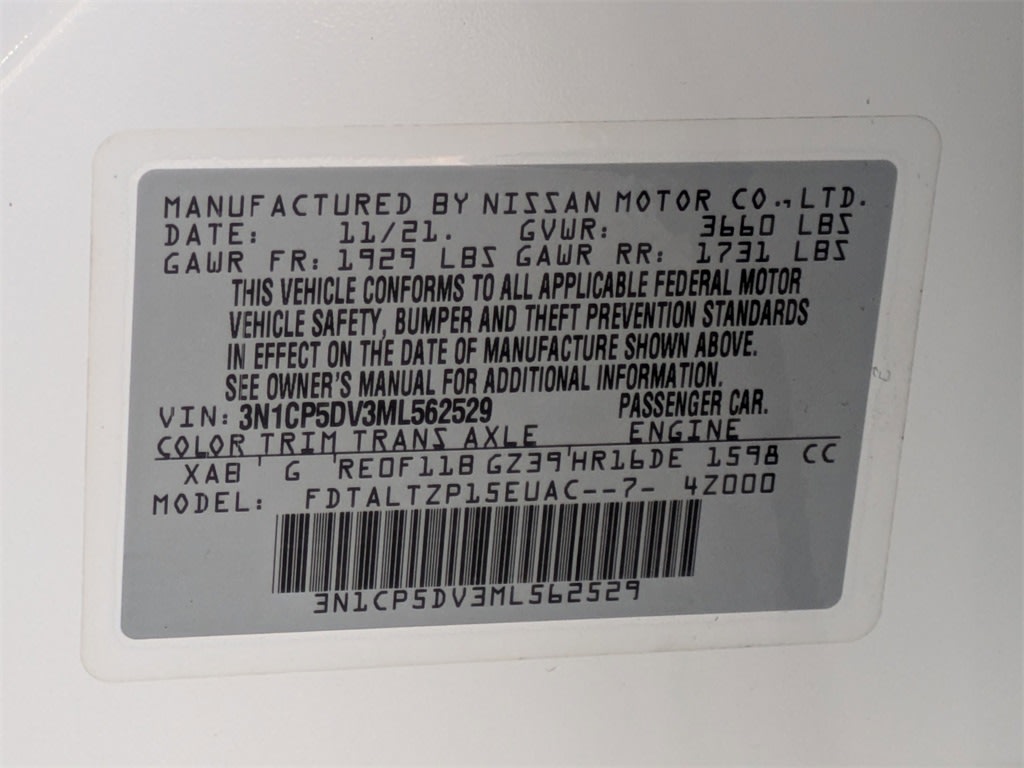 MANUFACTURED BY NISSAN MOTOR CO., LTD.
DATE: 11/21. GVWR: 3660 LBS
GAWR FR: 1929 LBS GAWR RR: 1731 LBS
THIS VEHICLE CONFORMS TO ALL APPLICABLE FEDERAL MOTOR
VEHICLE SAFETY, BUMPER AND THEFT PREVENTION STANDARDS
IN EFFECT ON THE DATE OF MANUFACTURE SHOWN ABOVE.
SEE OWNER'S MANUAL FOR ADDITIONAL INFORMATION.
VIN: 3N1CP5DV3ML562529 PASSENGER CAR.
COLOR TRIM TRANS AXLE ENGINE
XAB G RE0F11B GZ39 HR16DE 1598 CC
MODEL: FDTALTZP15EUAC--7- 4Z000
3N1CP5DV3ML562529